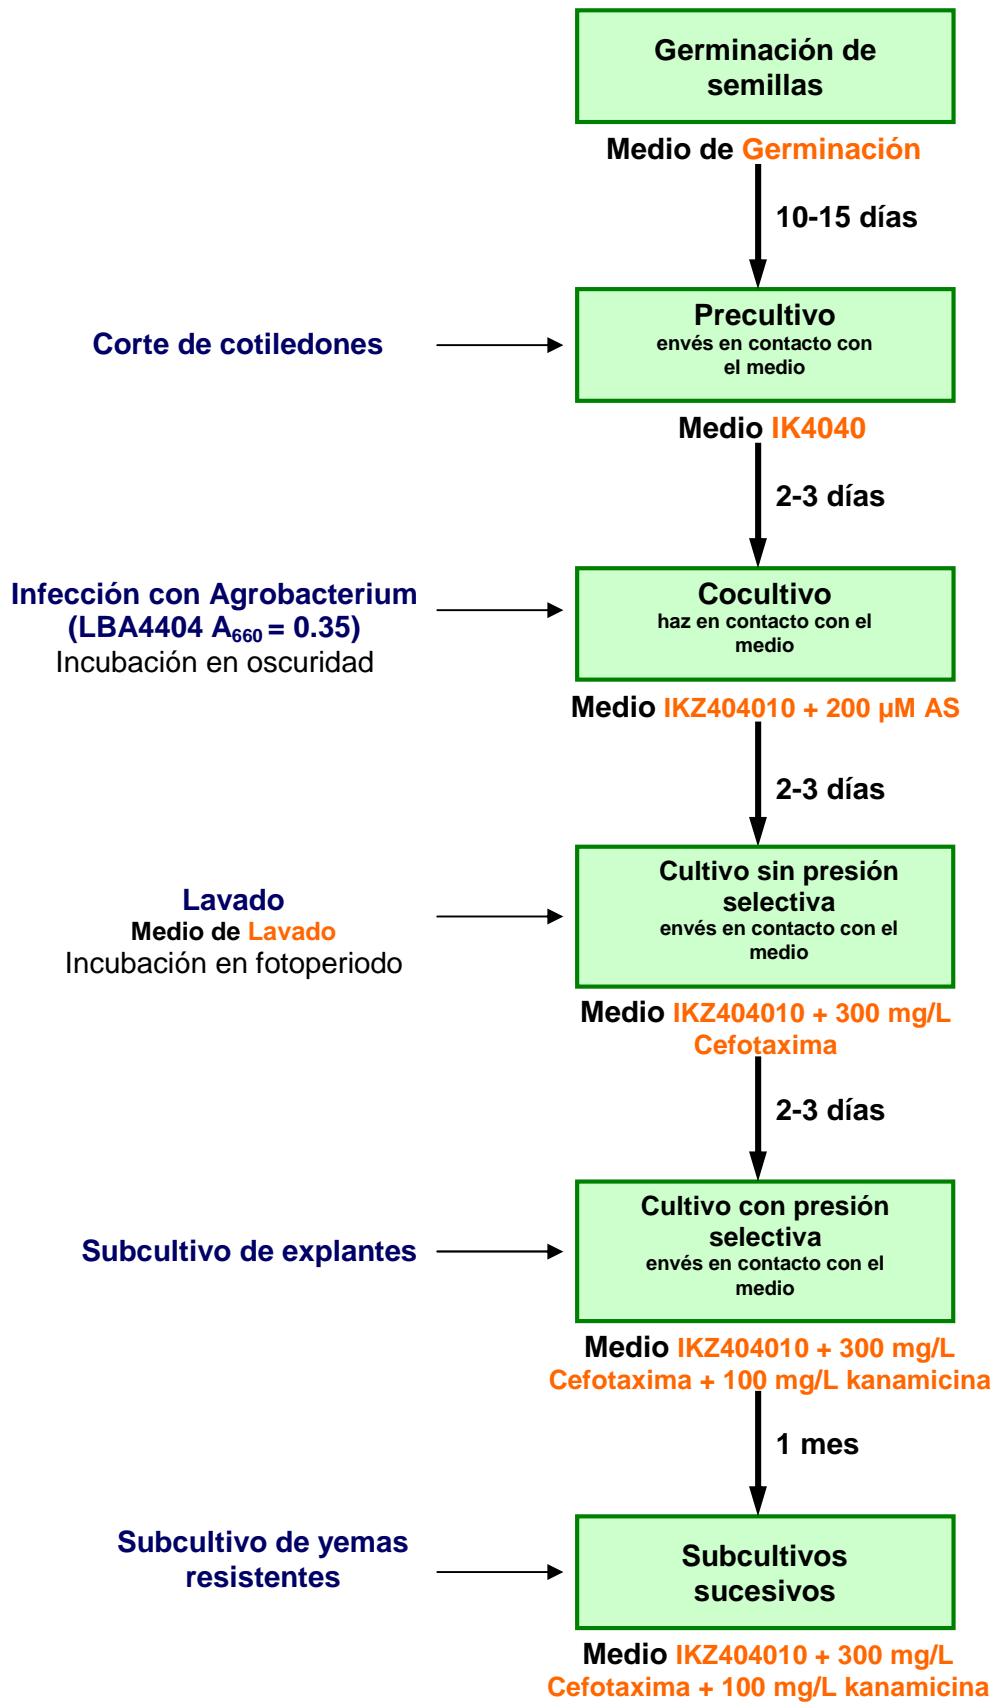 Germinación de
semillas
Medio de Germinación
10-15 días
Corte de cotiledones
Precultivo
envés en contacto con
el medio
Medio IK4040
2-3 días
Infección con Agrobacterium
(LBA4404 A660 = 0.35)
Incubación en oscuridad
Cocultivo
haz en contacto con el
medio
Medio IKZ404010 + 200 µM AS
2-3 días
Lavado
Medio de Lavado
Incubación en fotoperiodo
Cultivo sin presión
selectiva
envés en contacto con el
medio
Medio IKZ404010 + 300 mg/L
Cefotaxima
2-3 días
Subcultivo de explantes
Cultivo con presión
selectiva
envés en contacto con el
medio
Medio IKZ404010 + 300 mg/L
Cefotaxima + 100 mg/L kanamicina
1 mes
Subcultivo de yemas
resistentes
Subcultivos
sucesivos
Medio IKZ404010 + 300 mg/L
Cefotaxima + 100 mg/L kanamicina